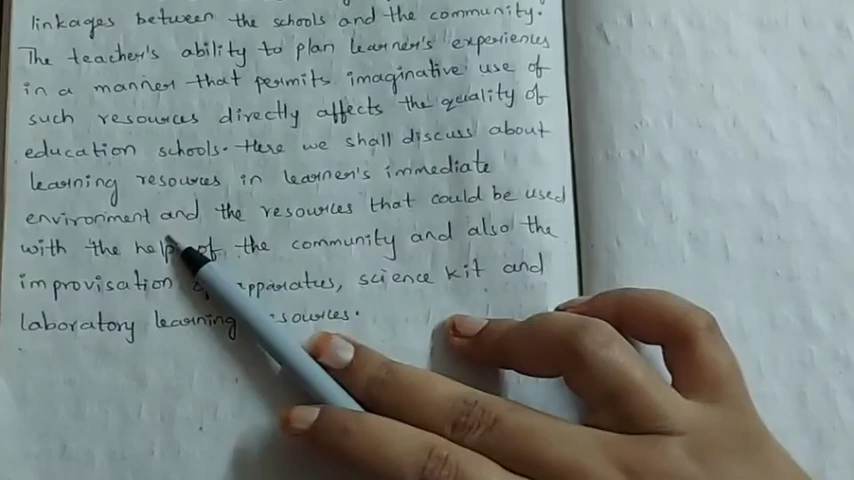 linkages between the schools and the community.
The teacher's ability to plan learner's experiences
in a manner that permits imaginative use of
such resources directly affects the quality of
education schools. Here we shall discuss about
learning resources in learner's immediate
environment and the resources that could be used
with the help of the community and also the
improvisation apparatus, science kit and
laboratory learning